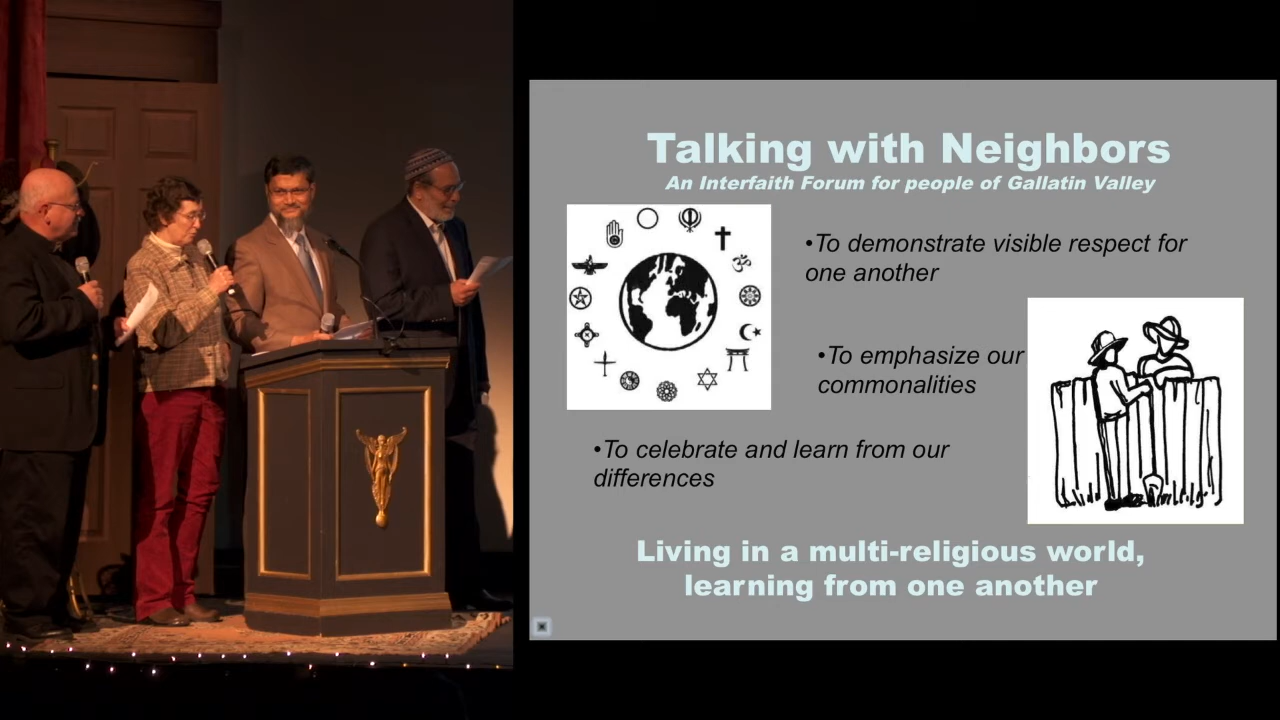 Talking with Neighbors
An Interfaith Forum for people of Gallatin Valley
•To demonstrate visible respect for
one another
•To emphasize our
commonalities
•To celebrate and learn from our
differences
Living in a multi-religious world,
learning from one another